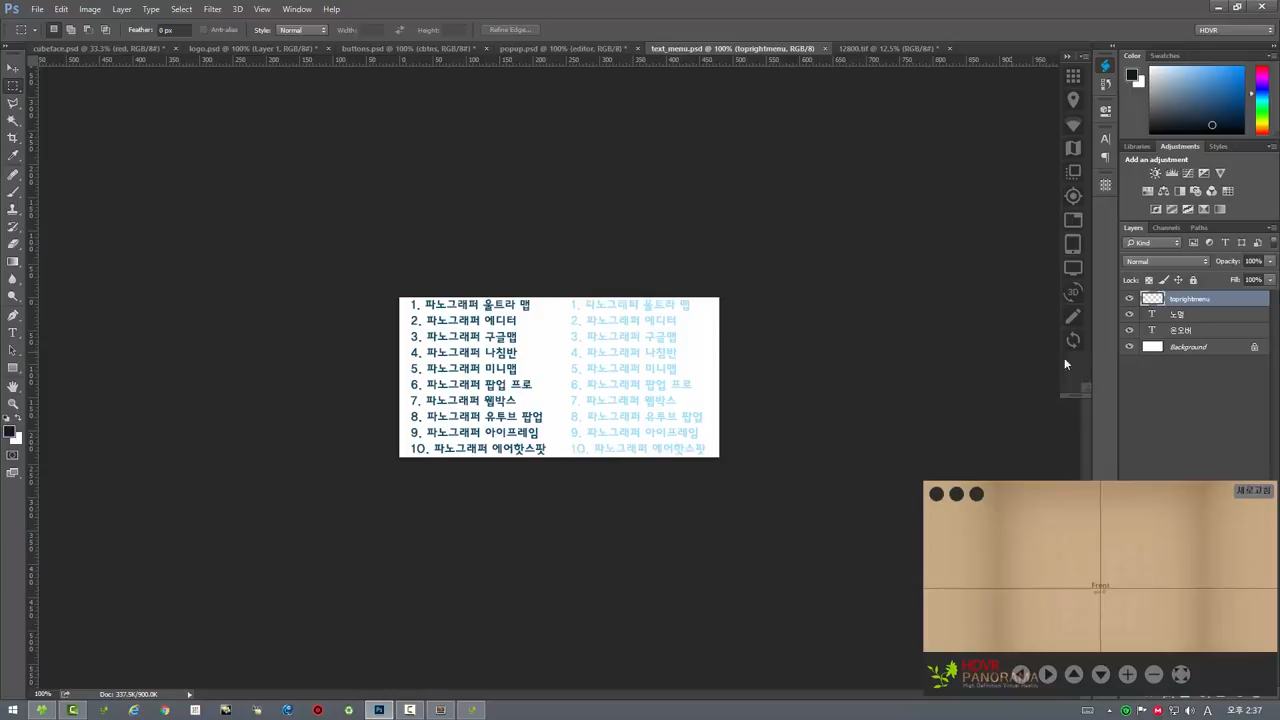 Ps File Edit Image Layer Type Select Filter 3D View Window Help
Feather: 0 px Anti-alias Style: Normal Width: Height: Refine Edge... HDVR
cubeface.psd @ 33.3% (red, RGB/8#) * × logo.psd @ 100% (Layer 1, RGB/8#) * × buttons.psd @ 100% (cbtns, RGB/8#) * × popup.psd @ 100% (editor, RGB/8#) * × text_menu.psd @ 100% (toprightmenu, RGB/8) × 12800.tif @ 12.5% (RGB/8#) * ×
Color Swatches
Libraries Adjustments Styles
Add an adjustment
Layers Channels Paths
Kind
Normal Opacity: 100%
Lock: Fill: 100%
toprightmenu
노멀
온오버
Background
3D
1. 파노그래퍼 울트라 맵
2. 파노그래퍼 에디터
3. 파노그래퍼 구글맵
4. 파노그래퍼 나침반
5. 파노그래퍼 미니맵
6. 파노그래퍼 팝업 프로
7. 파노그래퍼 웹박스
8. 파노그래퍼 유투브 팝업
9. 파노그래퍼 아이프레임
10. 파노그래퍼 에어핫스팟
1. 파노그래퍼 울트라 맵
2. 파노그래퍼 에디터
3. 파노그래퍼 구글맵
4. 파노그래퍼 나침반
5. 파노그래퍼 미니맵
6. 파노그래퍼 팝업 프로
7. 파노그래퍼 웹박스
8. 파노그래퍼 유투브 팝업
9. 파노그래퍼 아이프레임
10. 파노그래퍼 에어핫스팟
새로고침
Front
HDVR
PANORAMA
High Definition Virtual Reality
100% Doc: 337.5K/900.0K
오후 2:37